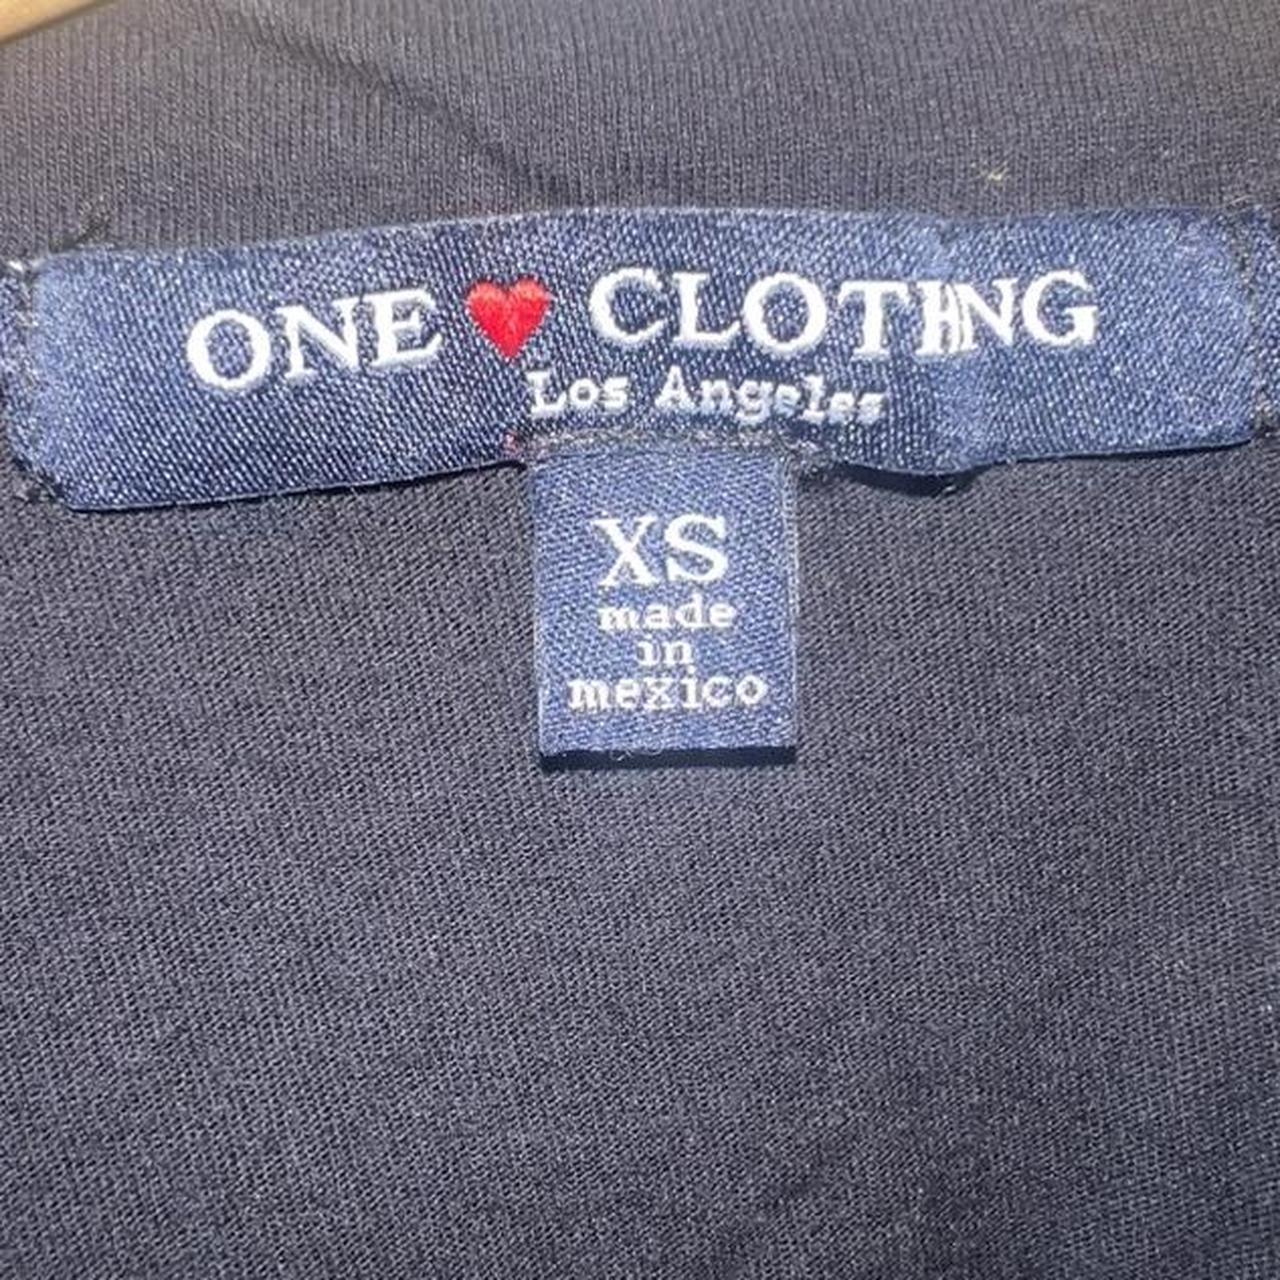 ONE ❤ CLOTHING
Los Angeles
XS
made
in
mexico